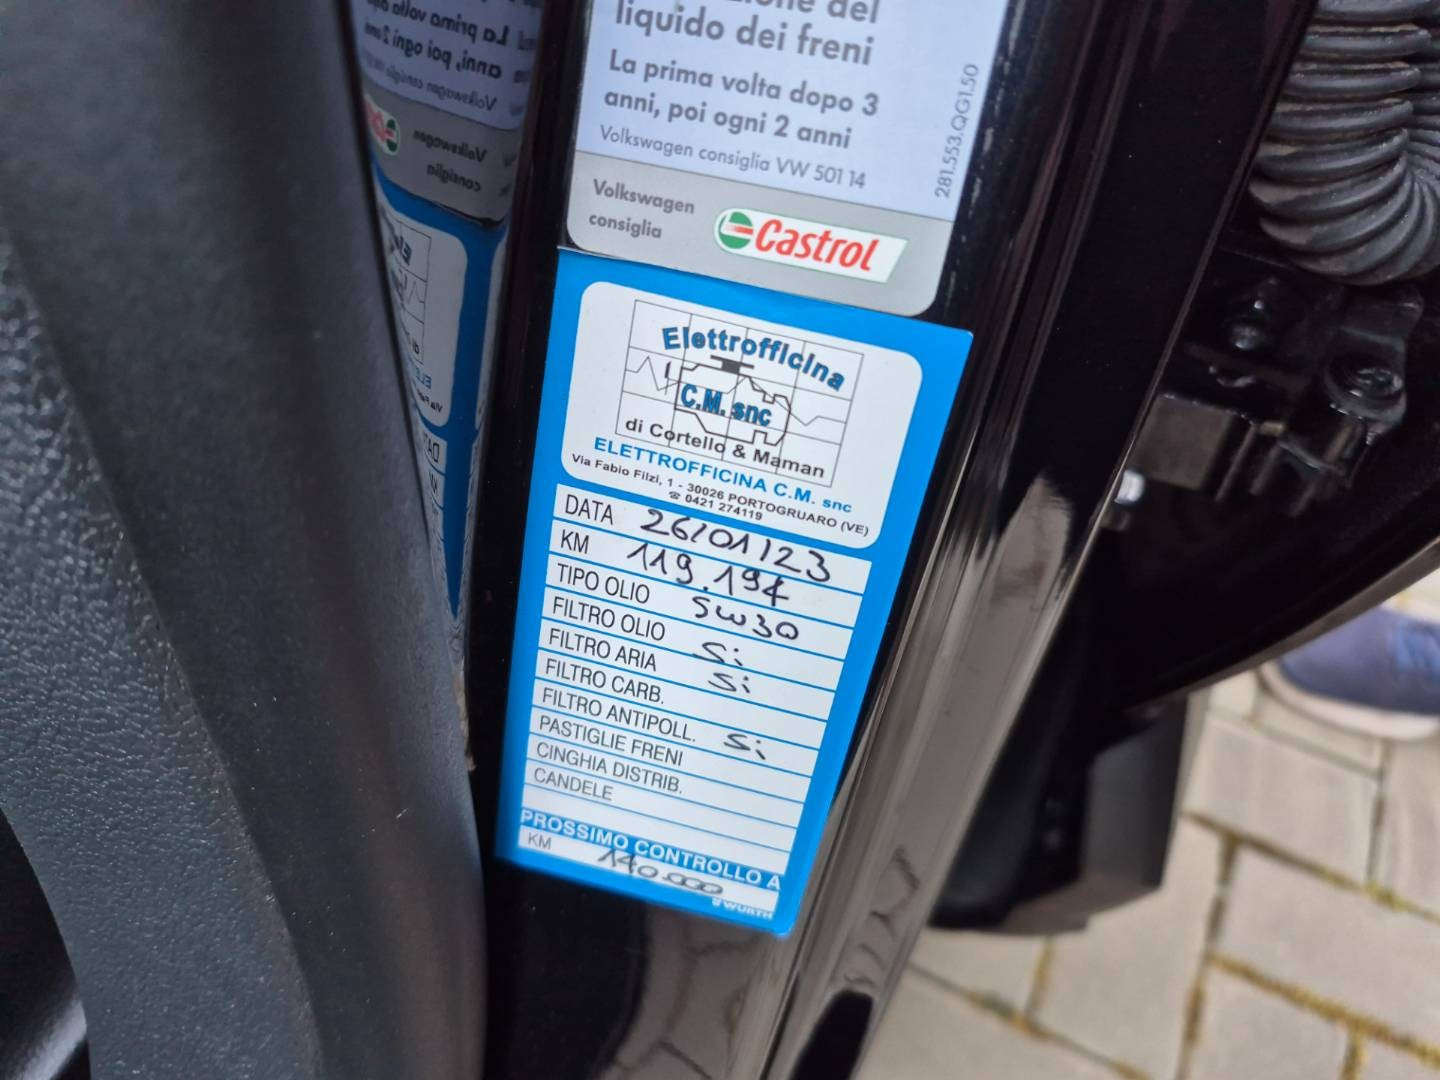 liquido dei freni
La prima volta dopo 3
anni, poi ogni 2 anni
Volkswagen consiglia VW 501 14
281.553.QG1.50
Volkswagen
consiglia
Castrol
Elettrofficina
C.M. snc
di Cortello & Maman
ELETTROFFICINA C.M. snc
Via Fabio Filzi, 1 - 30026 PORTOGRUARO (VE)
☎ 0421 274119
DATA 26/01/23
KM 119.197
TIPO OLIO 5W30
FILTRO OLIO Si
FILTRO ARIA Si
FILTRO CARB.
FILTRO ANTIPOLL. Si
PASTIGLIE FRENI
CINGHIA DISTRIB.
CANDELE
PROSSIMO CONTROLLO A
KM 140.000
WÜRTH